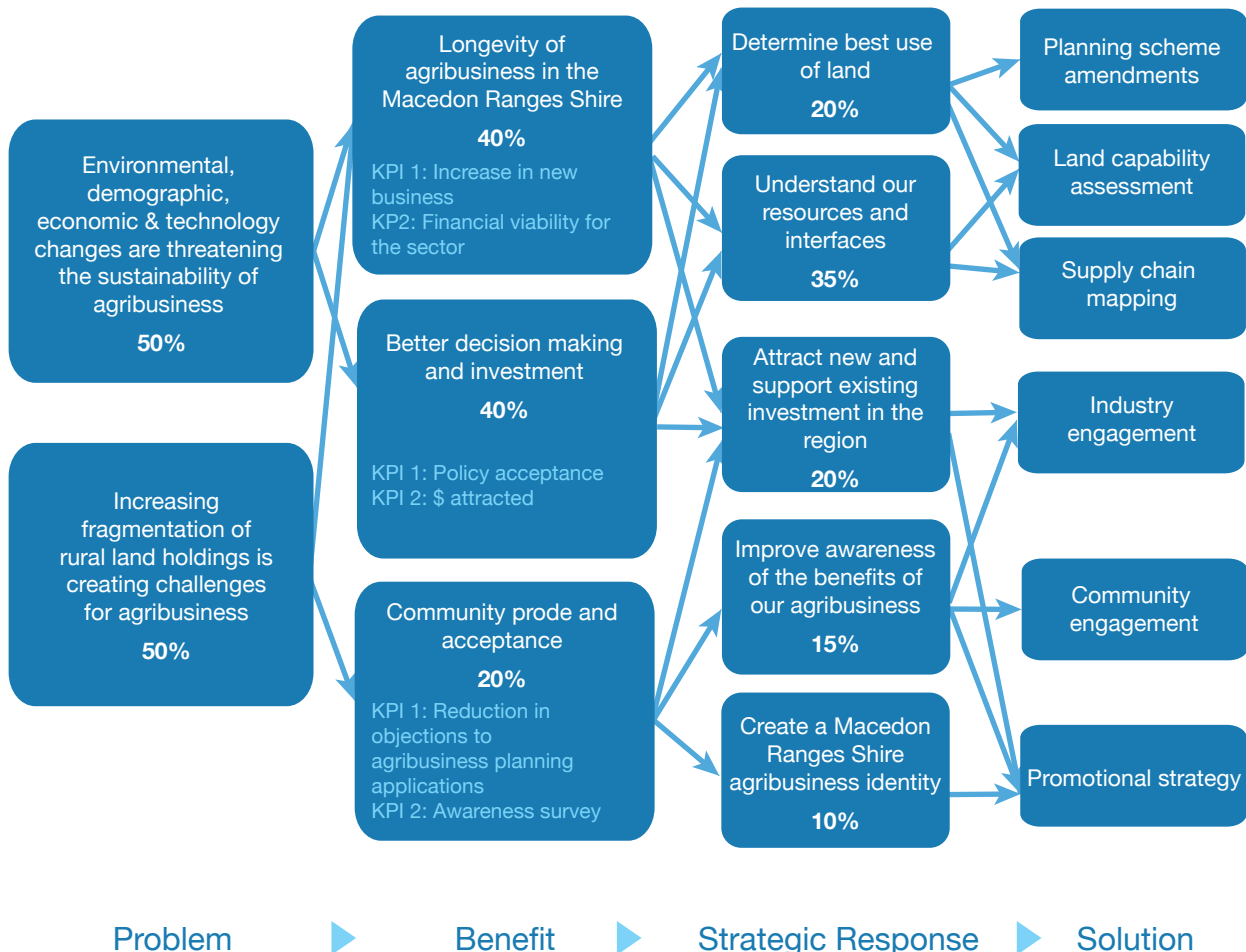 Environmental,
demographic,
economic & technology
changes are threatening
the sustainability of
agribusiness
50%
Increasing
fragmentation of
rural land holdings is
creating challenges
for agribusiness
50%
Longevity of
agribusiness in the
Macedon Ranges Shire
40%
KPI 1: Increase in new
business
KP2: Financial viability for
the sector
Better decision making
and investment
40%
KPI 1: Policy acceptance
KPI 2: $ attracted
Community prode and
acceptance
20%
KPI 1: Reduction in
objections to
agribusiness planning
applications
KPI 2: Awareness survey
Determine best use
of land
20%
Understand our
resources and
interfaces
35%
Attract new and
support existing
investment in the
region
20%
Improve awareness
of the benefits of
our agribusiness
15%
Create a Macedon
Ranges Shire
agribusiness identity
10%
Planning scheme
amendments
Land capability
assessment
Supply chain
mapping
Industry
engagement
Community
engagement
Promotional strategy
Problem
Benefit
Strategic Response
Solution